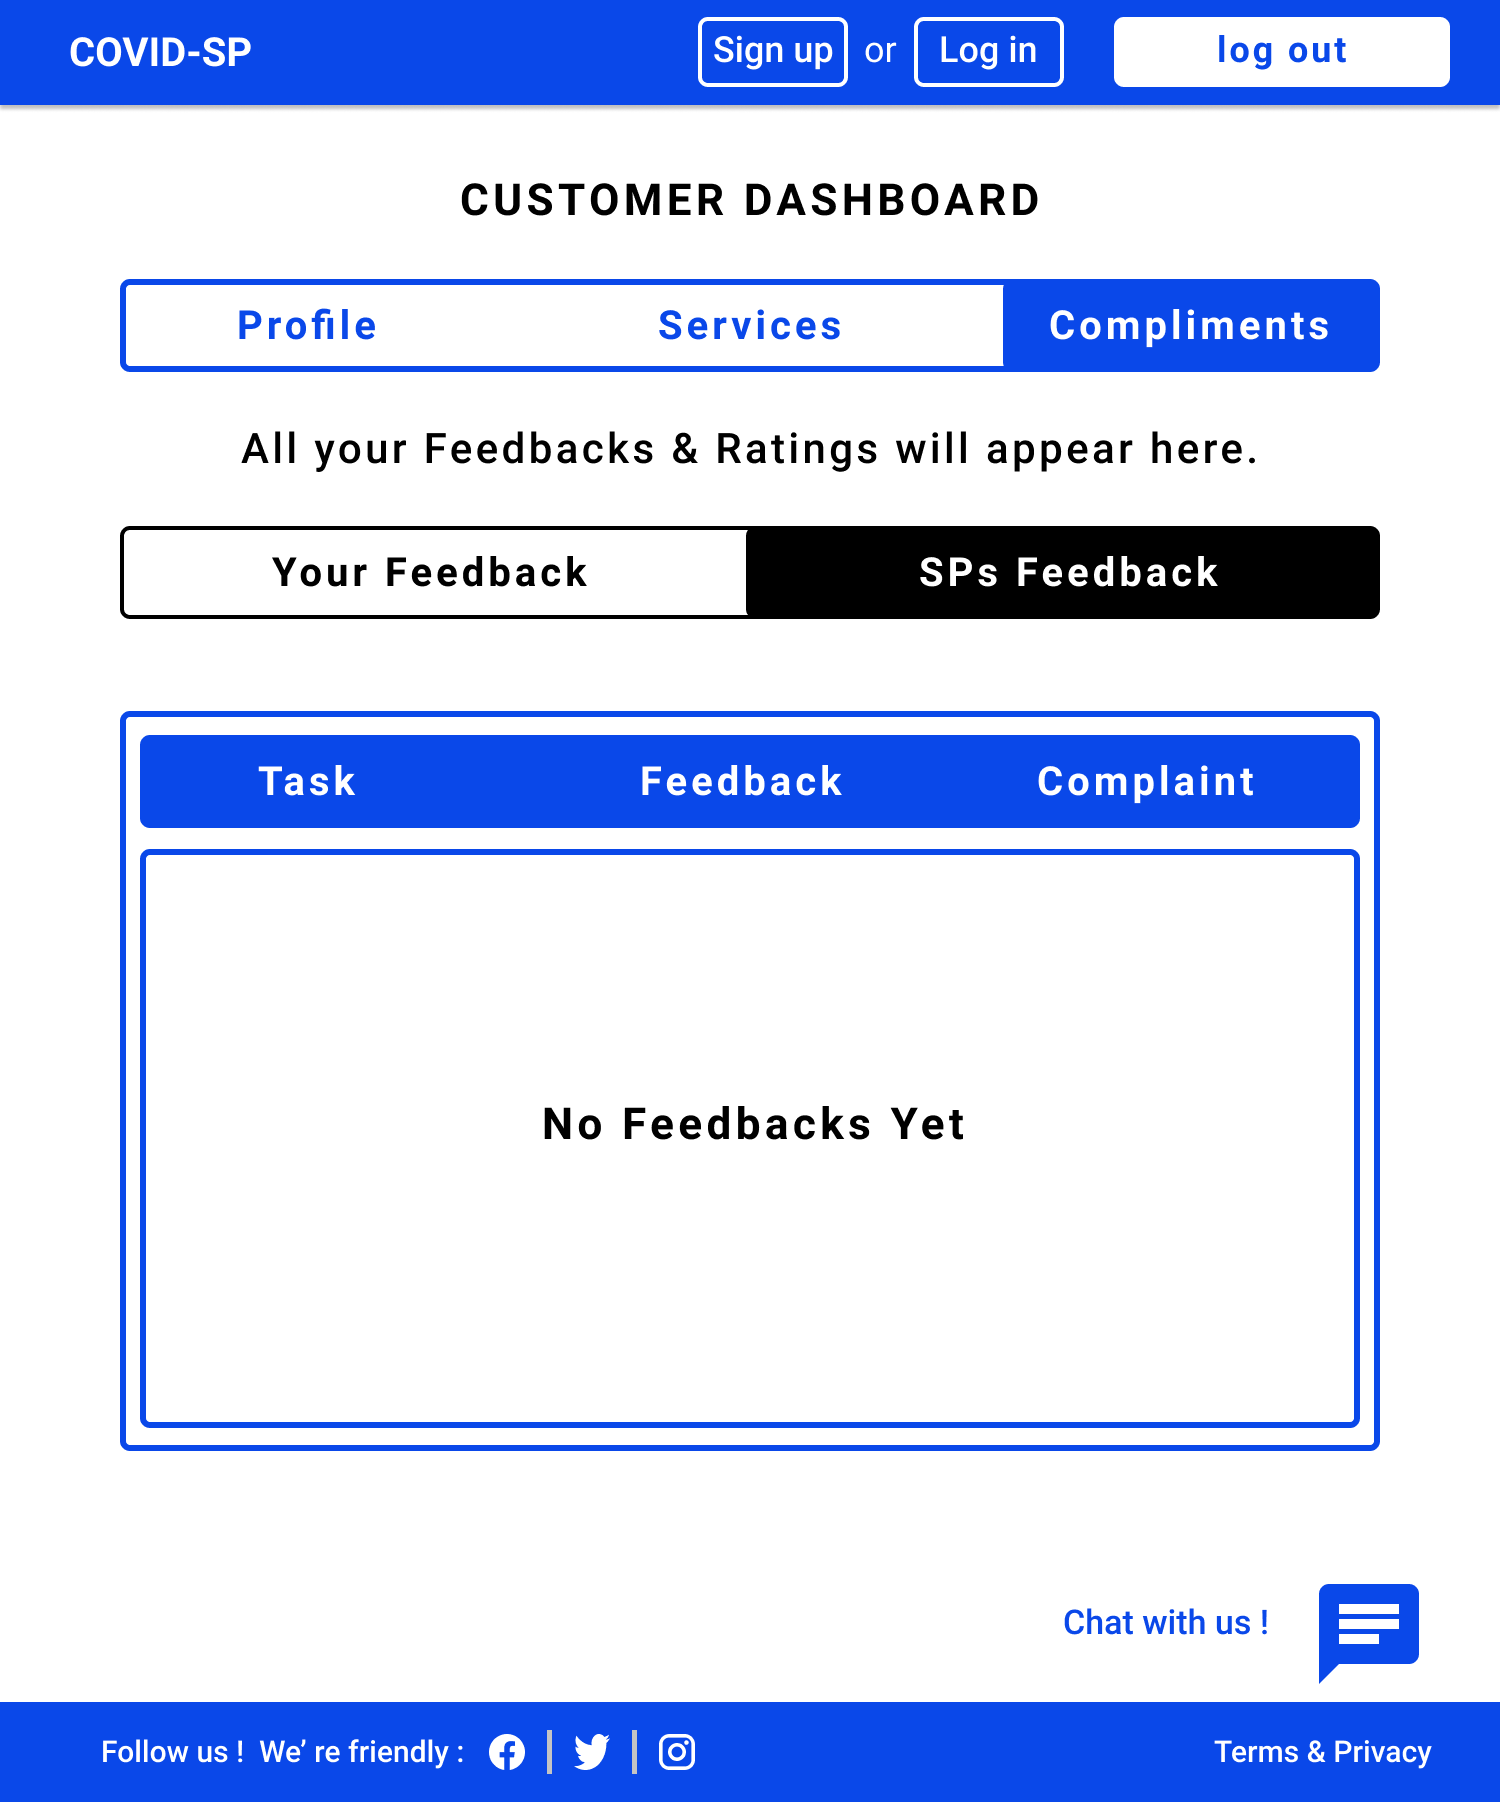 COVID-SP Sign up or Log in log out
CUSTOMER DASHBOARD
Profile Services Compliments
All your Feedbacks & Ratings will appear here.
Your Feedback SPs Feedback
Task Feedback Complaint
No Feedbacks Yet
Chat with us !
Follow us ! We’ re friendly : Terms & Privacy